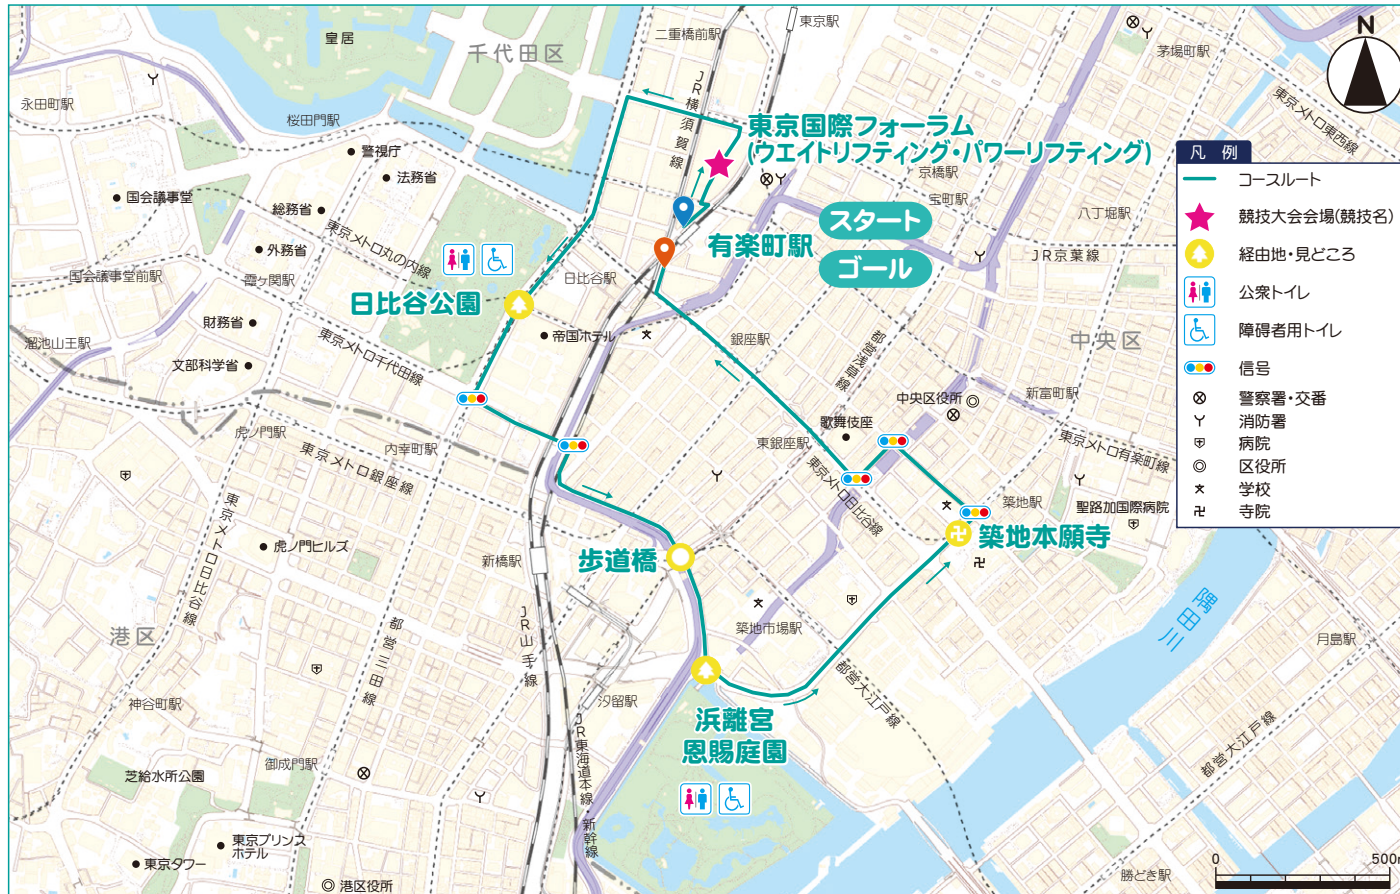 皇居
千代田区
二重橋前駅
東京駅
茅場町駅
N
永田町駅
桜田門駅
JR横須賀線
東京メトロ東西線
警視庁
法務省
国会議事堂
総務省
外務省
東京メトロ丸の内線
国会議事堂前駅
霞ヶ関駅
東京国際フォーラム
(ウエイトリフティング・パワーリフティング)
京橋駅
宝町駅
八丁堀駅
JR京葉線
有楽町駅
スタート
ゴール
日比谷公園
日比谷駅
帝国ホテル
財務省
溜池山王駅
文部科学省
東京メトロ千代田線
銀座駅
都営浅草線
中央区
中央区役所
新富町駅
歌舞伎座
東銀座駅
東京メトロ日比谷線
東京メトロ有楽町線
虎ノ門駅
内幸町駅
東京メトロ銀座線
築地駅
聖路加国際病院
築地本願寺
東京メトロ日比谷線
虎ノ門ヒルズ
新橋駅
歩道橋
港区
都営三田線
JR山手線
築地市場駅
都営大江戸線
隅田川
月島駅
神谷町駅
汐留駅
浜離宮
恩賜庭園
JR東海道本線
新幹線
御成門駅
芝給水所公園
東京プリンス
ホテル
東京タワー
港区役所
都営大江戸線
勝どき駅
0
500m
凡 例
コースルート
競技大会会場(競技名)
経由地・見どころ
公衆トイレ
障碍者用トイレ
信号
警察署・交番
消防署
病院
区役所
学校
寺院